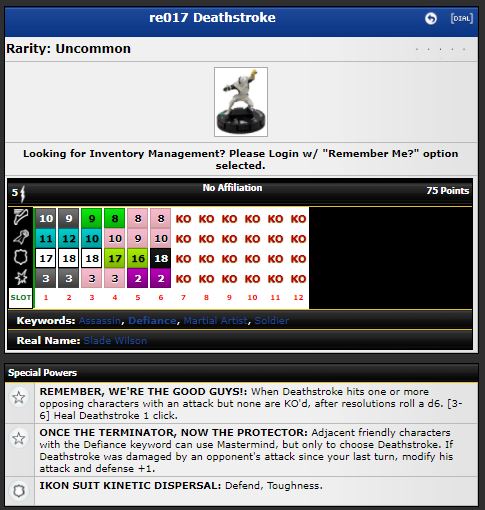 re017 Deathstroke [DIAL]
Rarity: Uncommon
Looking for Inventory Management? Please Login w/ "Remember Me?" option
selected.
5 No Affiliation 75 Points
10 9 9 8 8 8 KO KO KO KO KO KO
11 12 10 10 9 10 KO KO KO KO KO KO
17 18 18 17 16 18 KO KO KO KO KO KO
3 3 3 3 2 2 KO KO KO KO KO KO
SLOT 1 2 3 4 5 6 7 8 9 10 11 12
Keywords: Assassin, Defiance, Martial Artist, Soldier
Real Name: Slade Wilson
Special Powers
REMEMBER, WE'RE THE GOOD GUYS!: When Deathstroke hits one or more
opposing characters with an attack but none are KO'd, after resolutions roll a d6. [3-
6] Heal Deathstroke 1 click.
ONCE THE TERMINATOR, NOW THE PROTECTOR: Adjacent friendly characters
with the Defiance keyword can use Mastermind, but only to choose Deathstroke. If
Deathstroke was damaged by an opponent's attack since your last turn, modify his
attack and defense +1.
IKON SUIT KINETIC DISPERSAL: Defend, Toughness.